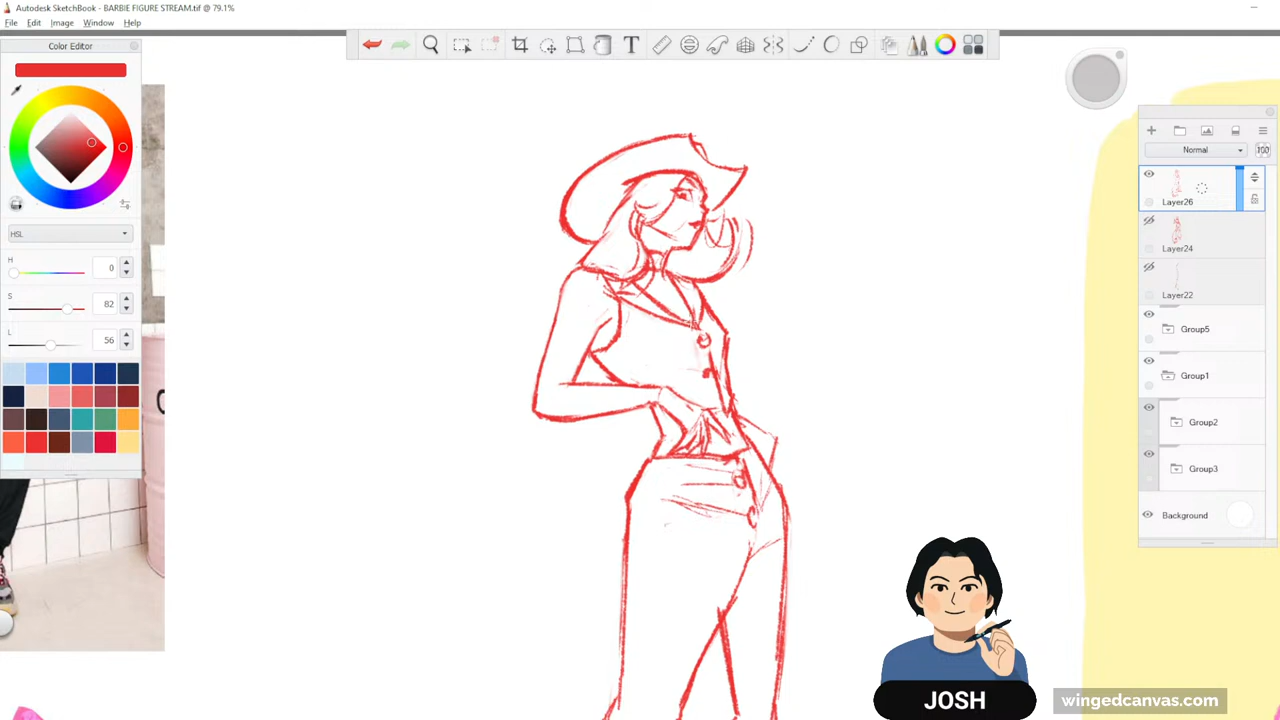 Autodesk SketchBook - BARBIE FIGURE STREAM.tif @ 79.1%
File Edit Image Window Help
Color Editor
T
HSL
H 0
S 82
L 56
Normal 100
Layer26
Layer24
Layer22
Group5
Group1
Group2
Group3
Background
JOSH
wingedcanvas.com